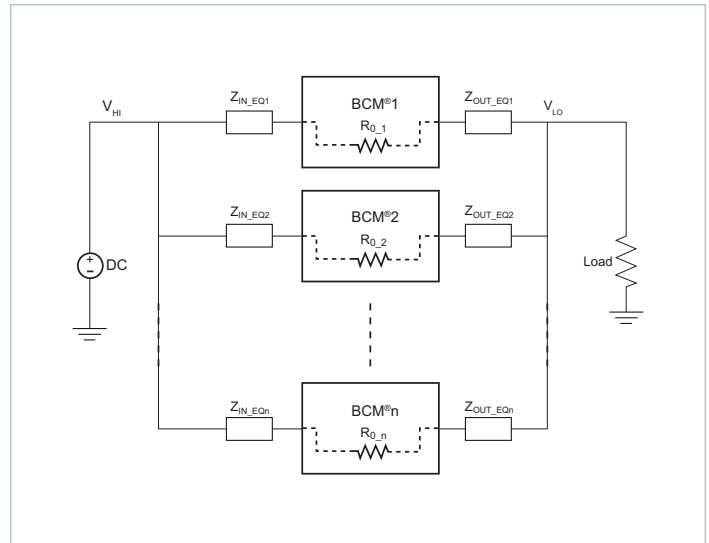 V_HI
Z_IN_EQ1
BCM®1
R_0_1
Z_OUT_EQ1
V_LO
Z_IN_EQ2
BCM®2
R_0_2
Z_OUT_EQ2
+
-
DC
Load
Z_IN_EQn
BCM®n
R_0_n
Z_OUT_EQn